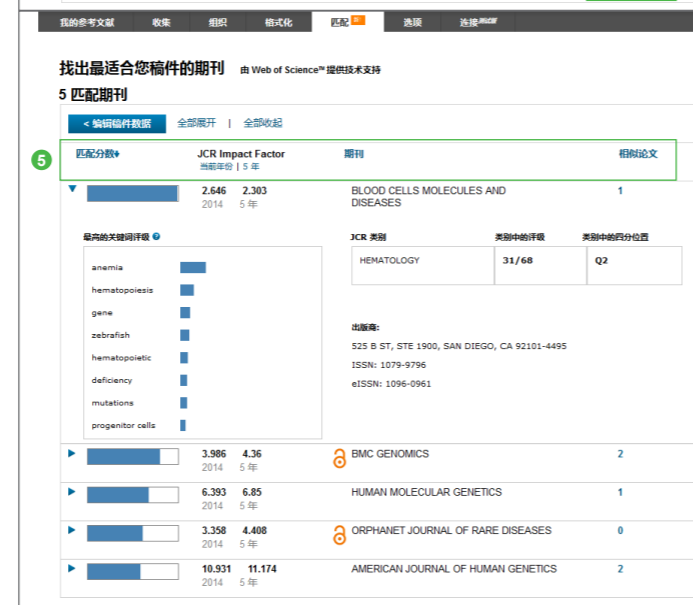 我的参考文献 收集 组织 格式化 匹配 选项 连接
找出最适合您稿件的期刊 由 Web of Science™ 提供技术支持
5 匹配期刊
< 编辑稿件数据 全部展开 | 全部收起
5 匹配分数 JCR Impact Factor 期刊 相似论文
当前年份 | 5 年
2.646 2.303 BLOOD CELLS MOLECULES AND 1
2014 5 年 DISEASES
最高的关键词评级 JCR 类别 类别中的评级 类别中的四分位置
HEMATOLOGY 31/68 Q2
anemia
hematopoiesis
gene
zebrafish
hematopoietic
deficiency
mutations
progenitor cells
出版商:
525 B ST, STE 1900, SAN DIEGO, CA 92101-4495
ISSN: 1079-9796
eISSN: 1096-0961
3.986 4.36 BMC GENOMICS 2
2014 5 年
6.393 6.85 HUMAN MOLECULAR GENETICS 1
2014 5 年
3.358 4.408 ORPHANET JOURNAL OF RARE DISEASES 0
2014 5 年
10.931 11.174 AMERICAN JOURNAL OF HUMAN GENETICS 2
2014 5 年